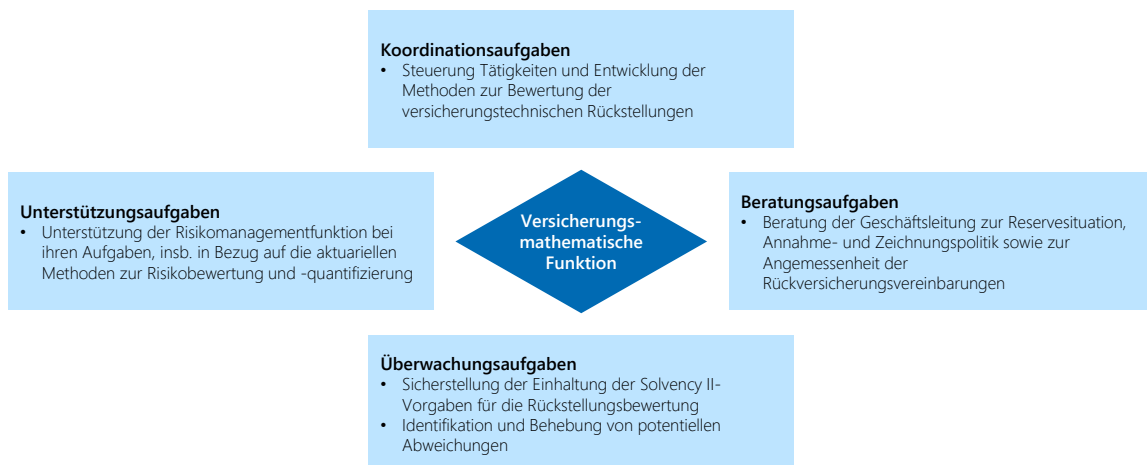 Koordinationsaufgaben
• Steuerung Tätigkeiten und Entwicklung der
Methoden zur Bewertung der
versicherungstechnischen Rückstellungen
Unterstützungsaufgaben
• Unterstützung der Risikomanagementfunktion bei
ihren Aufgaben, insb. in Bezug auf die aktuariellen
Methoden zur Risikobewertung und -quantifizierung
Versicherungs-
mathematische
Funktion
Beratungsaufgaben
• Beratung der Geschäftsleitung zur Reservesituation,
Annahme- und Zeichnungspolitik sowie zur
Angemessenheit der
Rückversicherungsvereinbarungen
Überwachungsaufgaben
• Sicherstellung der Einhaltung der Solvency II-
Vorgaben für die Rückstellungsbewertung
• Identifikation und Behebung von potentiellen
Abweichungen